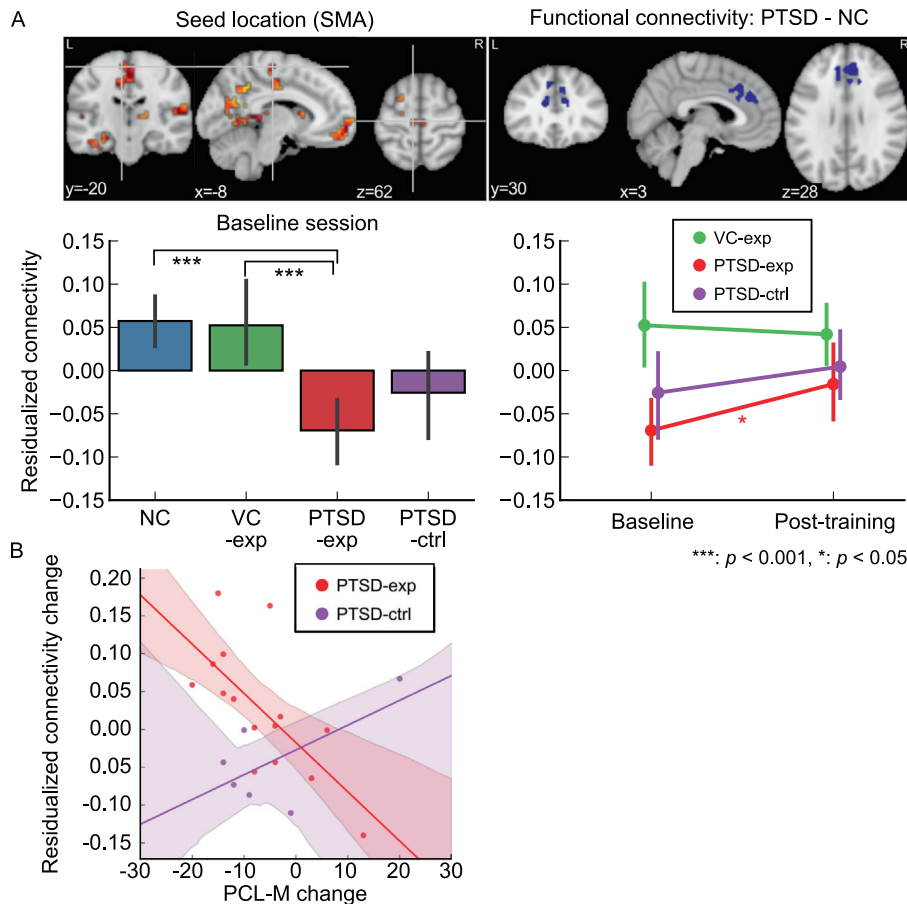 A
Seed location (SMA)
Functional connectivity: PTSD - NC
L
R
y=-20
x=-8
z=62
L
R
y=30
x=3
z=28
Baseline session
***
***
Residualized connectivity
0.15
0.10
0.05
0.00
−0.05
−0.10
−0.15
NC
VC
-exp
PTSD
-exp
PTSD
-ctrl
VC-exp
PTSD-exp
PTSD-ctrl
0.15
0.10
0.05
0.00
−0.05
−0.10
−0.15
*
Baseline
Post-training
***: p < 0.001, *: p < 0.05
B
PTSD-exp
PTSD-ctrl
Residualized connectivity change
0.20
0.15
0.10
0.05
0.00
0.05
-0.10
-0.15
-30
-20
-10
0
10
20
30
PCL-M change